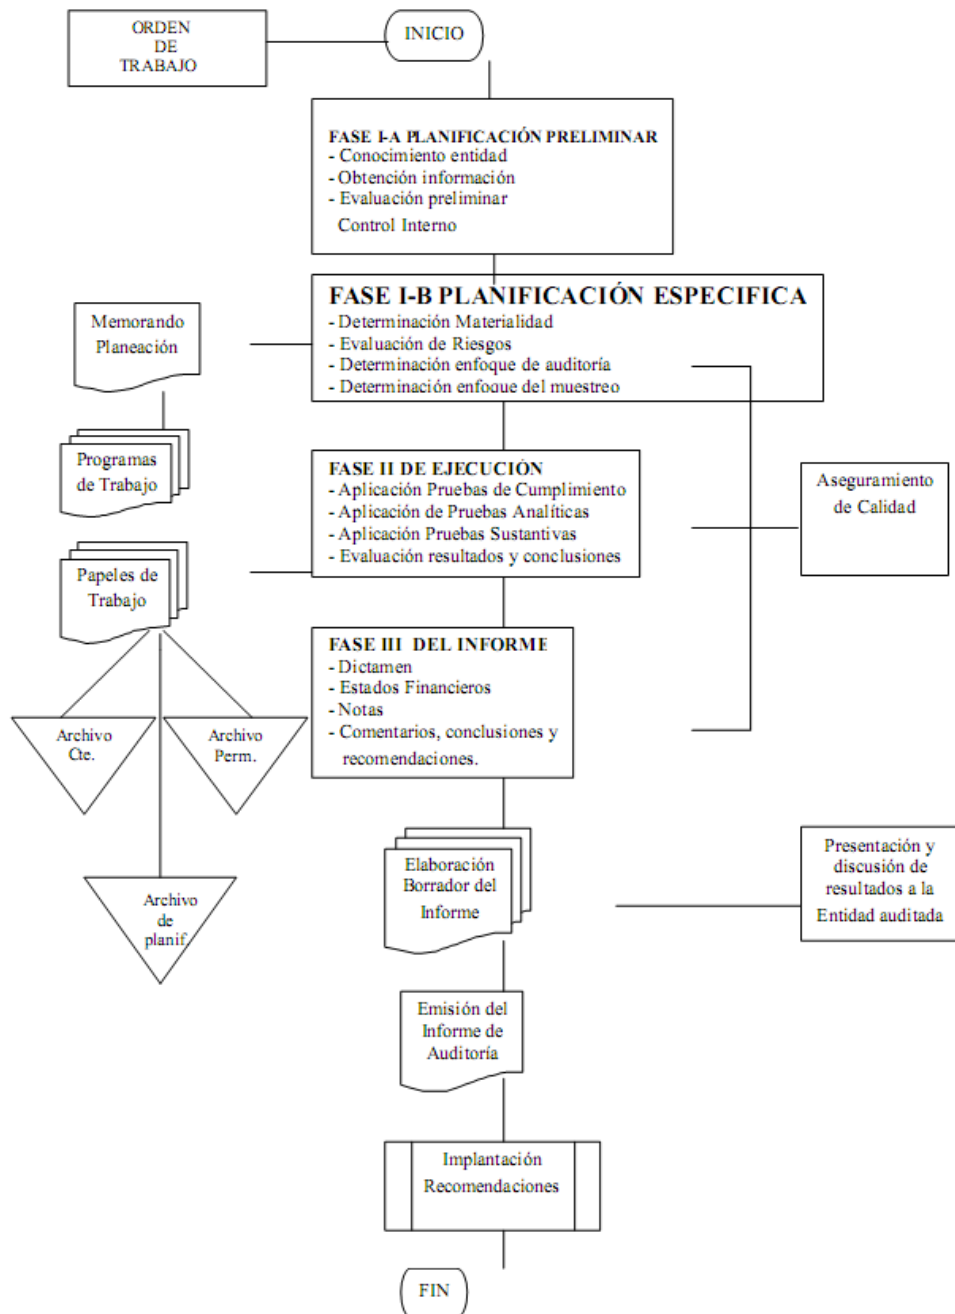 ORDEN
DE
TRABAJO
INICIO
FASE I-A PLANIFICACIÓN PRELIMINAR
- Conocimiento entidad
- Obtención información
- Evaluación preliminar
Control Interno
FASE I-B PLANIFICACIÓN ESPECIFICA
- Determinación Materialidad
- Evaluación de Riesgos
- Determinación enfoque de auditoría
- Determinación enfoque del muestreo
Memorando
Planeación
Programas
de Trabajo
FASE II DE EJECUCIÓN
- Aplicación Pruebas de Cumplimiento
- Aplicación de Pruebas Analíticas
- Aplicación Pruebas Sustantivas
- Evaluación resultados y conclusiones
Aseguramiento
de Calidad
Papeles de
Trabajo
FASE III DEL INFORME
- Dictamen
- Estados Financieros
- Notas
- Comentarios, conclusiones y
recomendaciones.
Archivo
Cte.
Archivo
Perm.
Archivo
de
planif.
Elaboración
Borrador del
Informe
Presentación y
discusión de
resultados a la
Entidad auditada
Emisión del
Informe de
Auditoría
Implantación
Recomendaciones
FIN